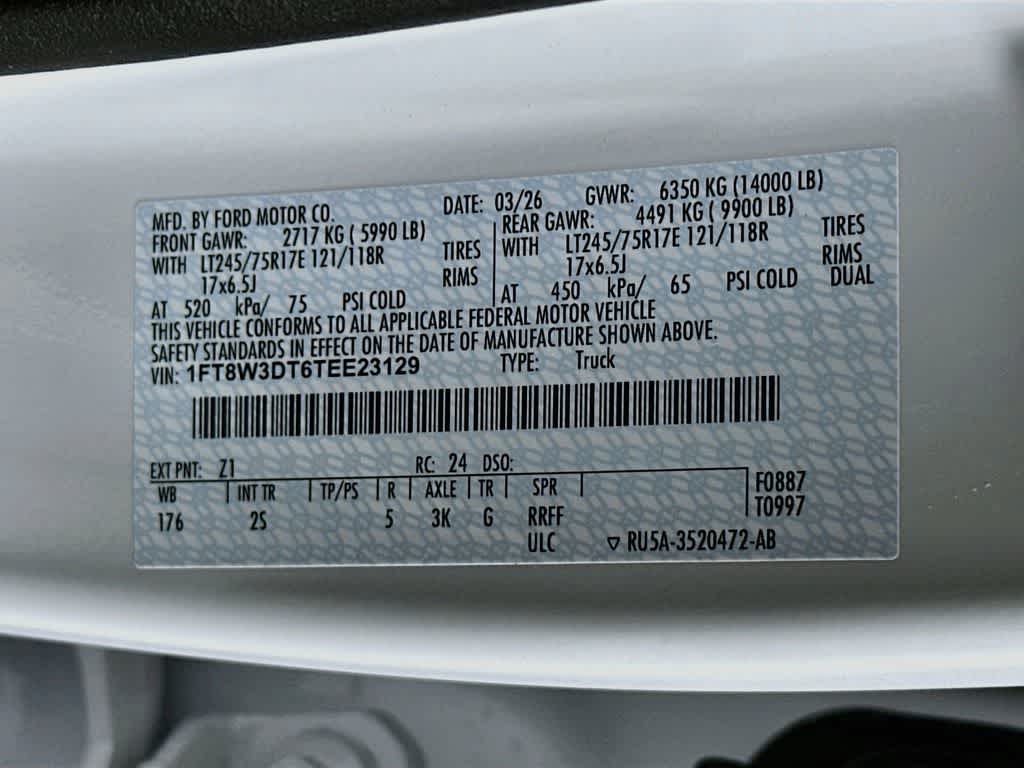 MFD. BY FORD MOTOR CO. DATE: 03/26 GVWR: 6350 KG (14000 LB)
FRONT GAWR: 2717 KG ( 5990 LB) REAR GAWR: 4491 KG ( 9900 LB)
WITH LT245/75R17E 121/118R TIRES WITH LT245/75R17E 121/118R TIRES
17x6.5J RIMS 17x6.5J RIMS
AT 520 kPa/ 75 PSI COLD AT 450 kPa/ 65 PSI COLD DUAL
THIS VEHICLE CONFORMS TO ALL APPLICABLE FEDERAL MOTOR VEHICLE
SAFETY STANDARDS IN EFFECT ON THE DATE OF MANUFACTURE SHOWN ABOVE.
VIN: 1FT8W3DT6TEE23129 TYPE: Truck
EXT PNT: Z1 RC: 24 DSO:
WB INT TR TP/PS R AXLE TR SPR F0887
176 2S 5 3K G RRFF T0997
ULC ▽ RU5A-3520472-AB